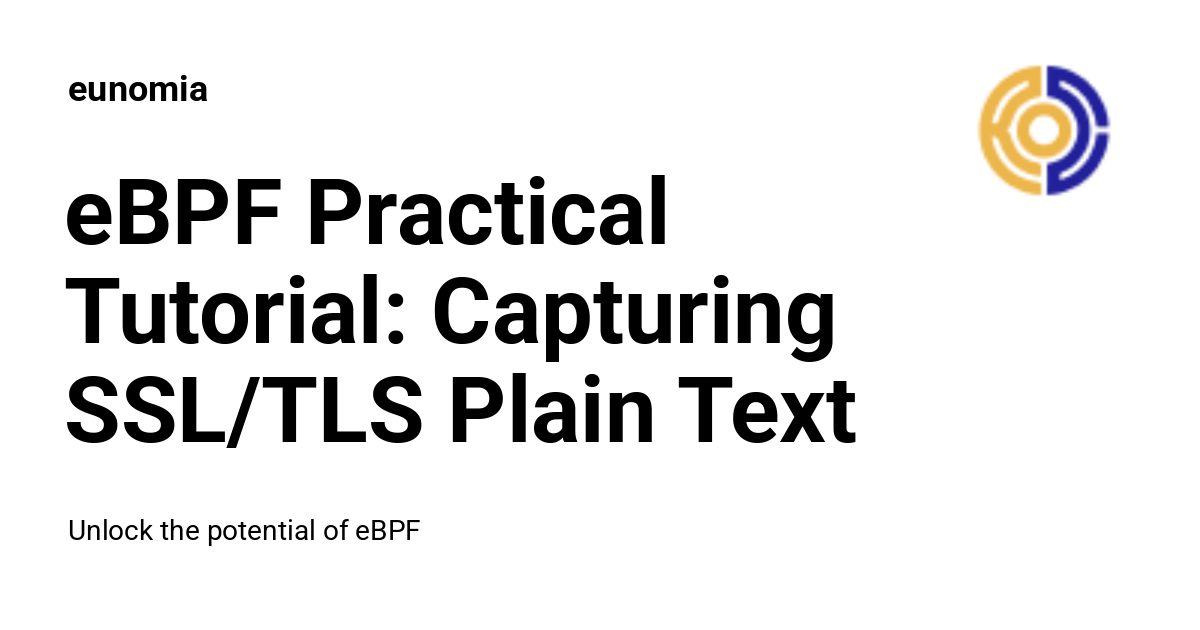 eunomia
eBPF Practical
Tutorial: Capturing
SSL/TLS Plain Text
Unlock the potential of eBPF